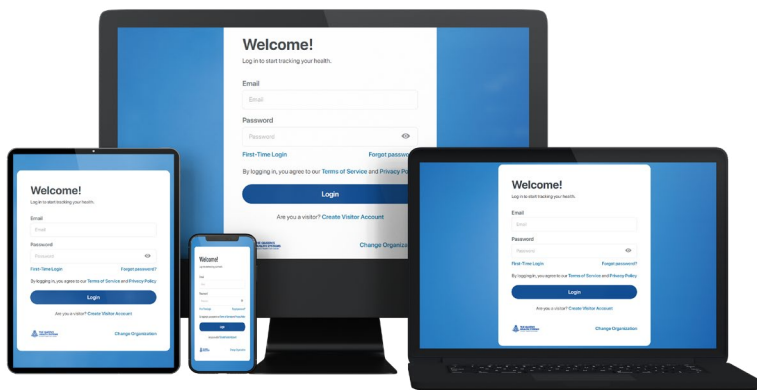 Welcome!
Log in to start tracking your health.
Email
Email
Password
Password
First-Time Login Forgot passwo
By logging in, you agree to our Terms of Service and Privacy Po
Login
Are you a visitor? Create Visitor Account
Change Organiza
Welcome!
Log in to start tracking your health.
Email
Email
Password
Password
First-Time Login Forgot password?
By logging in, you agree to our Terms of Service and Privacy Policy
Login
Are you a visitor? Create Visitor Account
Change Organization
Welcome!
Login
Welcome!
Log in to start tracking your health.
Email
Email
Password
Password
First-Time Login Forgot password?
By logging in, you agree to our Terms of Service and Privacy Policy
Login
Are you a visitor? Create Visitor Account
Change Organization